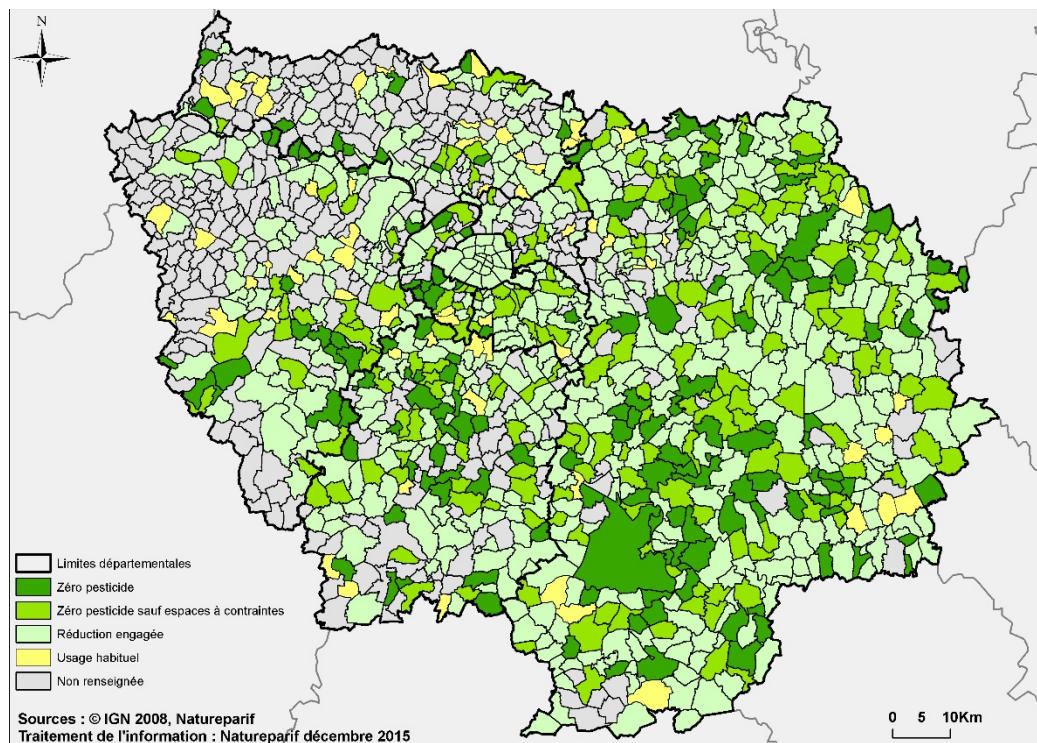 N
Limites départementales
Zéro pesticide
Zéro pesticide sauf espaces à contraintes
Réduction engagée
Usage habituel
Non renseignée
Sources : © IGN 2008, Natureparif
Traitement de l'information : Natureparif décembre 2015
0 5 10Km